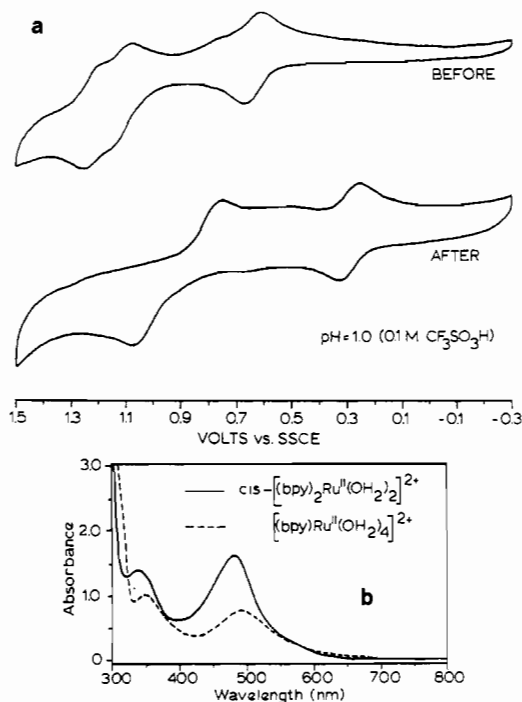 a
BEFORE
AFTER
pH=1.0 (0.1 M CF₃SO₃H)
1.5 1.3 1.1 0.9 0.7 0.5 0.3 0.1 -0.1 -0.3
VOLTS vs. SSCE
3.0
2.0
1.0
0
Absorbance
cis-[(bpy)₂Ruᴵᴵ(OH₂)₂]²⁺
[(bpy)Ruᴵᴵ(OH₂)₄]²⁺
b
300 400 500 600 700 800
Wavelength (nm)